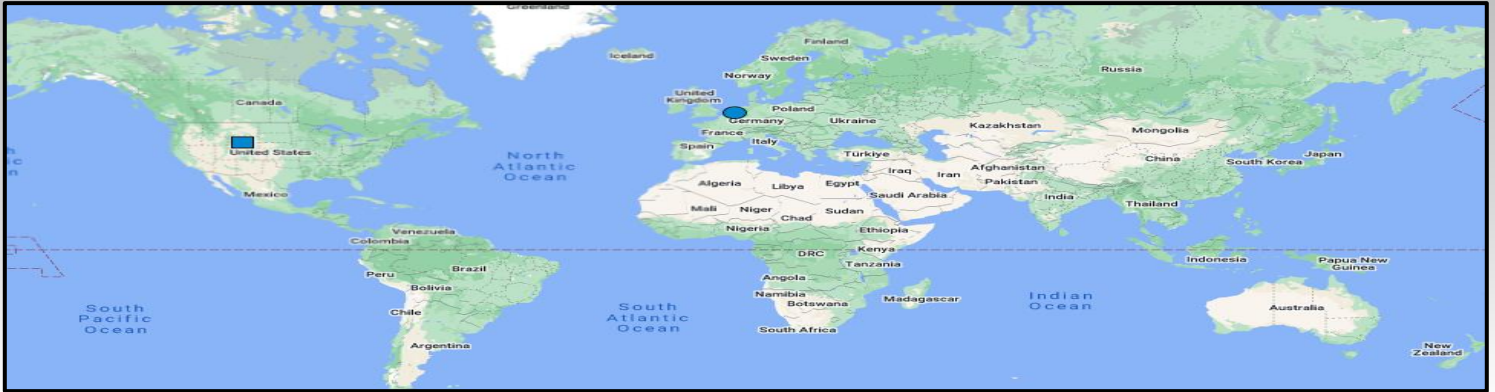 Greenland
Iceland
Finland
Sweden
Norway
Russia
United
Kingdom
Canada
Poland
Germany
Ukraine
France
Kazakhstan
Mongolia
Italy
Spain
United States
North
Atlantic
Ocean
Türkiye
China
South Korea
Japan
Afghanistan
Iraq
Iran
Pakistan
Algeria
Libya
Egypt
Saudi Arabia
Mexico
India
Thailand
Mali
Niger
Chad
Sudan
Nigeria
Ethiopia
Venezuela
Colombia
DRC
Kenya
Tanzania
Indonesia
Papua New
Guinea
Brazil
Peru
Bolivia
Angola
Namibia
Botswana
Madagascar
Indian
Ocean
South
Pacific
Ocean
Chile
South
Atlantic
Ocean
Australia
South Africa
Argentina
New
Zealand